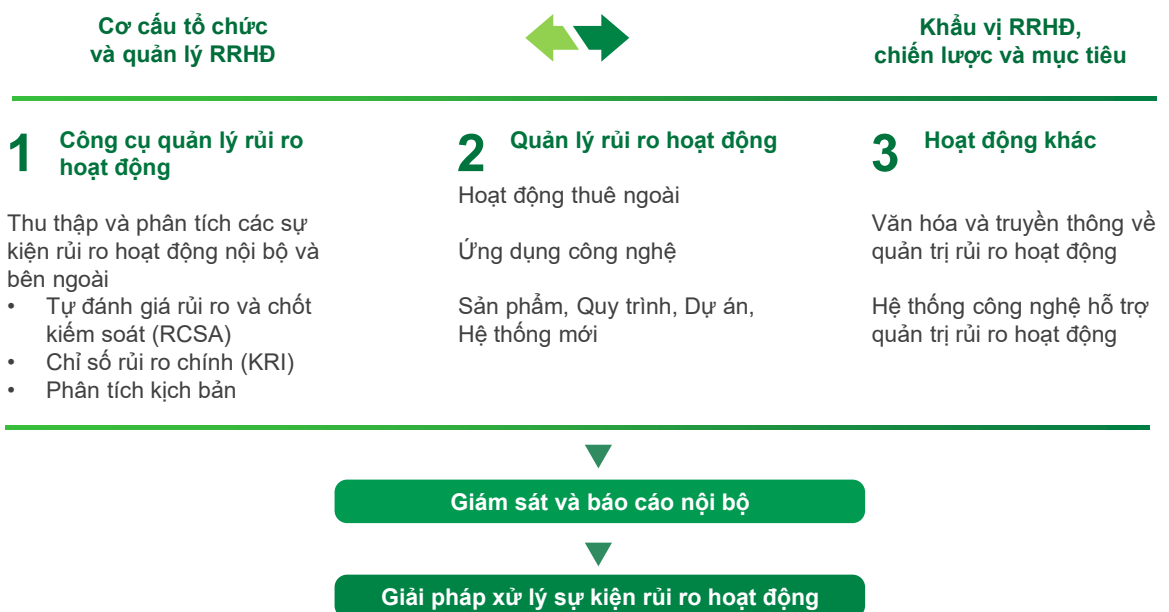 Cơ cấu tổ chức
và quản lý RRHĐ
Khẩu vị RRHĐ,
chiến lược và mục tiêu
1
Công cụ quản lý rủi ro
hoạt động
Thu thập và phân tích các sự
kiện rủi ro hoạt động nội bộ và
bên ngoài
• Tự đánh giá rủi ro và chốt
kiếm soát (RCSA)
• Chỉ số rủi ro chính (KRI)
• Phân tích kịch bản
2
Quản lý rủi ro hoạt động
Hoạt động thuê ngoài
Ứng dụng công nghệ
Sản phẩm, Quy trình, Dự án,
Hệ thống mới
3
Hoạt động khác
Văn hóa và truyền thông về
quản trị rủi ro hoạt động
Hệ thống công nghệ hỗ trợ
quản trị rủi ro hoạt động
Giám sát và báo cáo nội bộ
Giải pháp xử lý sự kiện rủi ro hoạt động